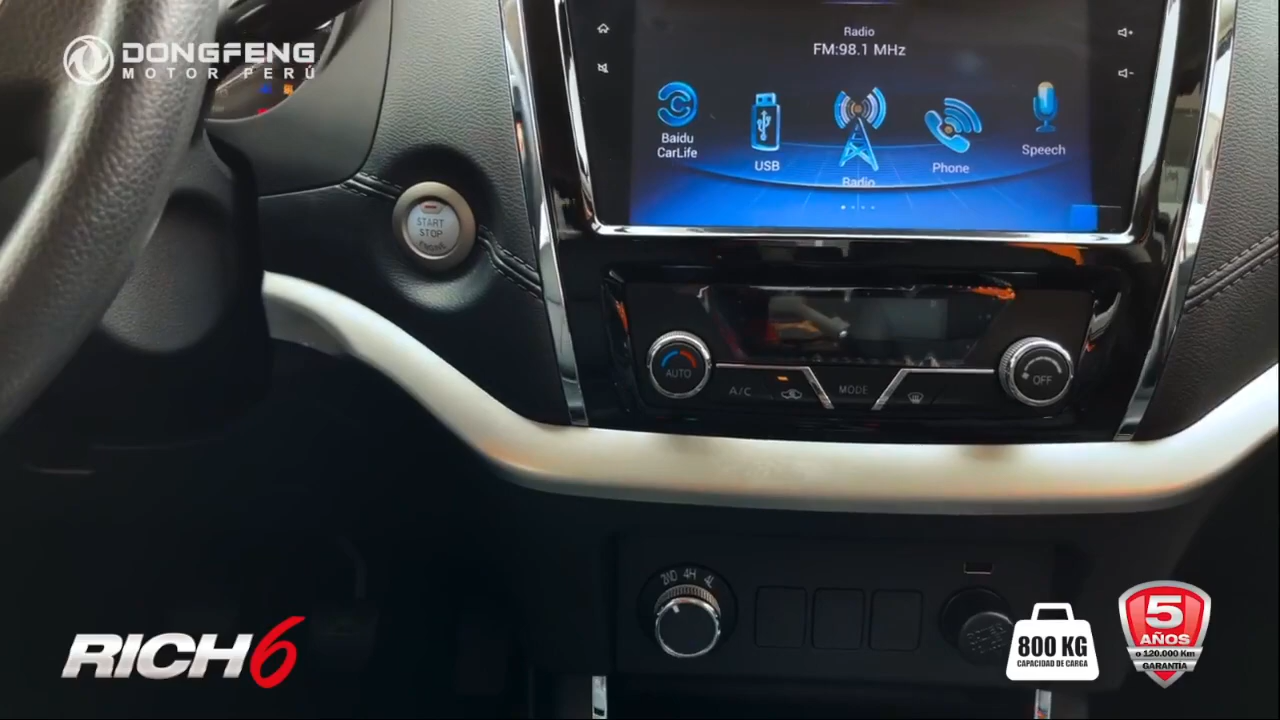 DONGFENG
MOTOR PERÚ
Radio
FM:98.1 MHz
Baidu
CarLife
USB
Radio
Phone
Speech
START
STOP
ENGINE
AUTO
A/C
MODE
OFF
2WD 4H 4L
RICH6
800 KG
CAPACIDAD DE CARGA
5
AÑOS
o 120.000 Km
GARANTÍA